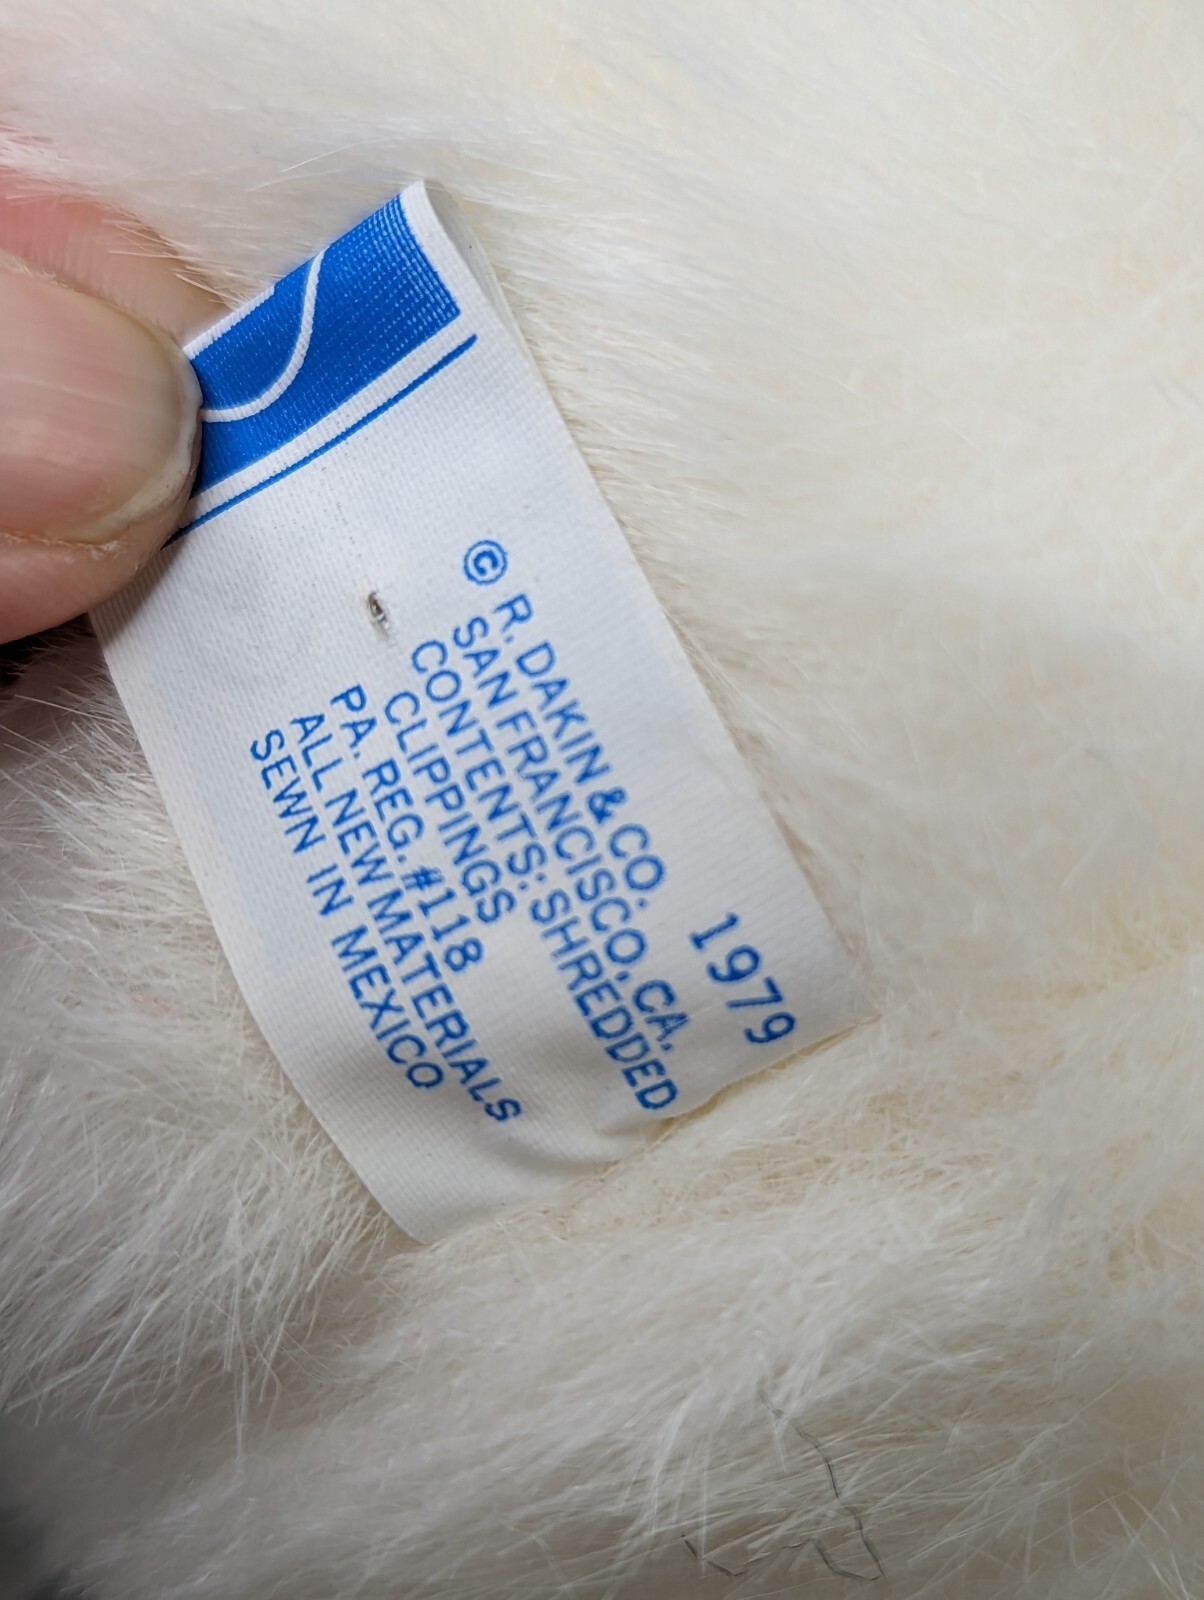 © R. DAKIN & CO. 1979
SAN FRANCISCO, CA.
CONTENTS: SHREDDED
CLIPPINGS
PA. REG. #118
ALL NEW MATERIALS
SEWN IN MEXICO